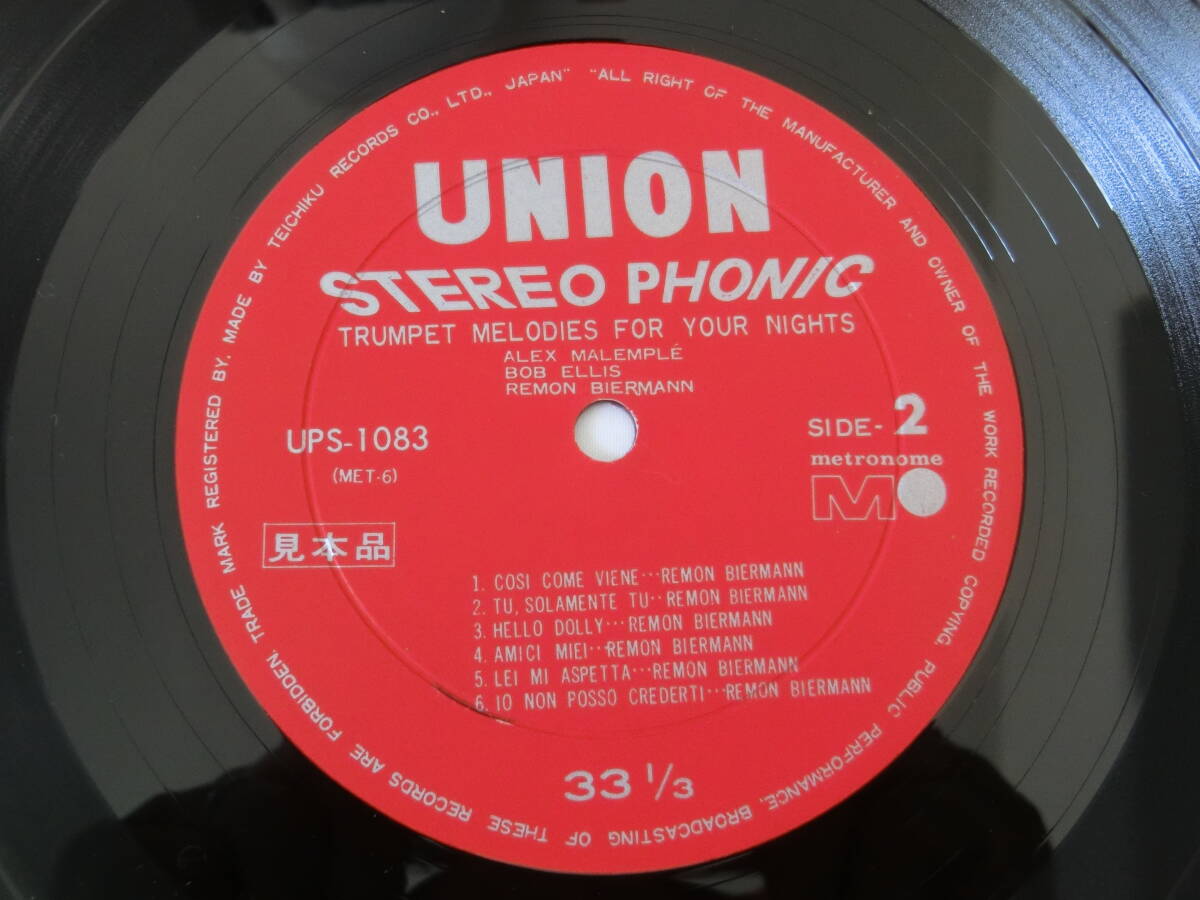 TRADE MARK REGISTERED BY, MADE BY TEICHIKU RECORDS CO., LTD., JAPAN" "ALL RIGHT OF THE MANUFACTURER AND OWNER OF THE WORK RECORDED COPYING, PUBLIC PERFORMANCE, BROADCASTING OF THESE RECORDS ARE FORBIDDEN,
UNION
STEREO PHONIC
TRUMPET MELODIES FOR YOUR NIGHTS
ALEX MALEMPLÉ
BOB ELLIS
REMON BIERMANN
UPS-1083
(MET-6)
SIDE-2
metronome
M
見本品
1. COSI COME VIENE···REMON BIERMANN
2. TU, SOLAMENTE TU··REMON BIERMANN
3. HELLO DOLLY···REMON BIERMANN
4. AMICI MIEI···REMON BIERMANN
5. LEI MI ASPETTA···REMON BIERMANN
6. IO NON POSSO CREDERTI···REMON BIERMANN
33 1/3